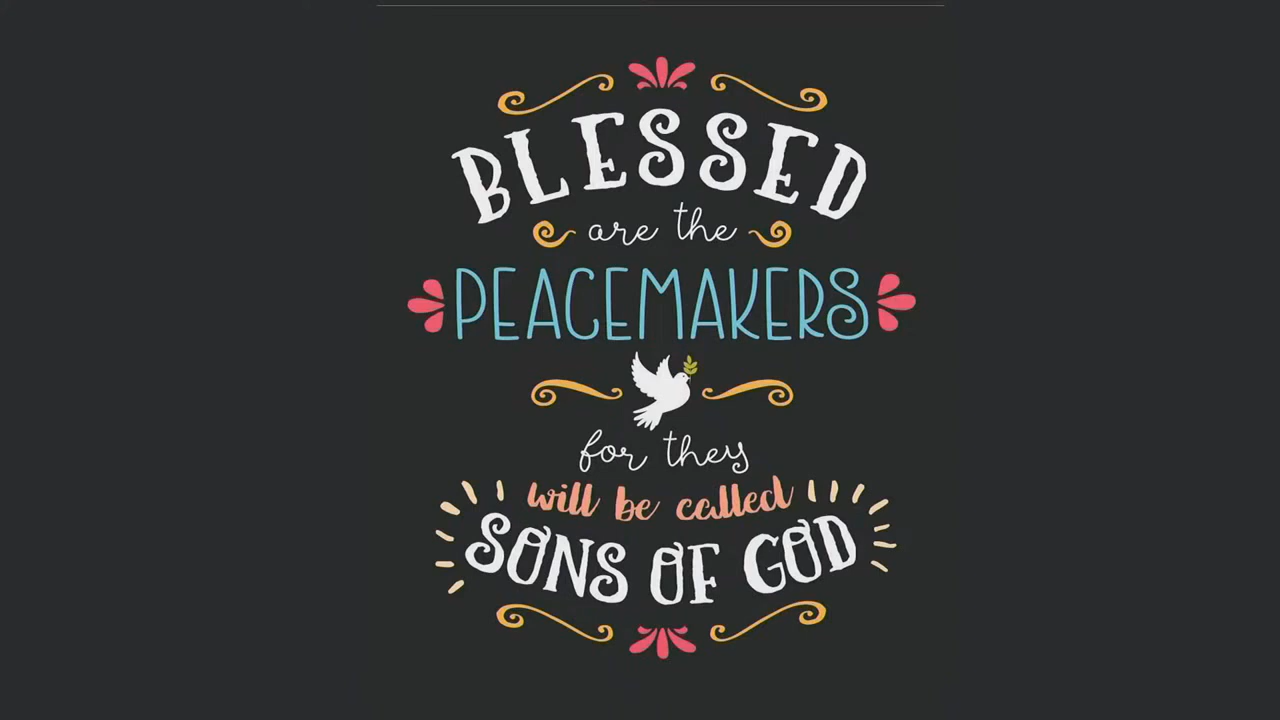 BLESSED
are the
PEACEMAKERS
for they
will be called
SONS OF GOD